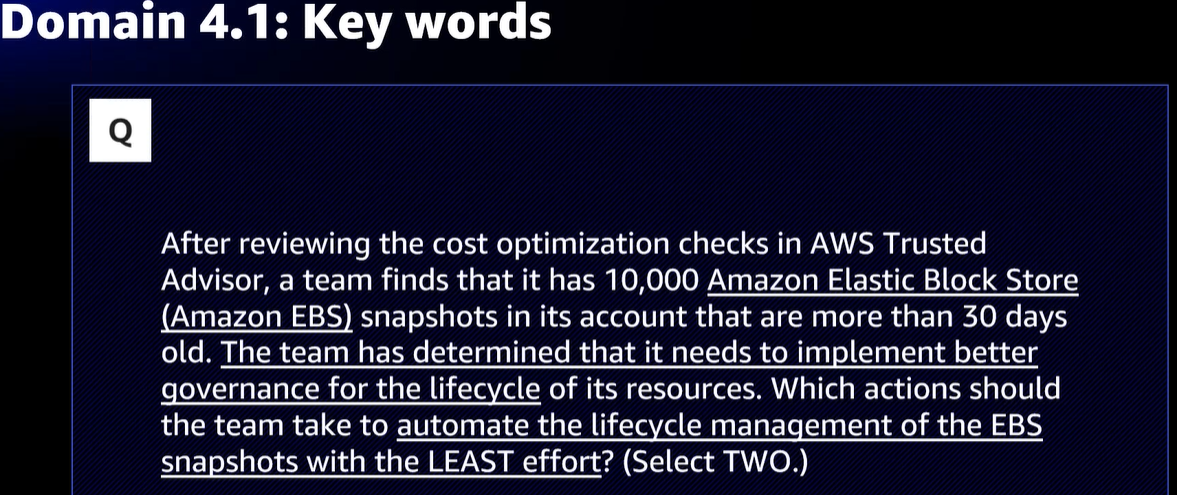 Domain 4.1: Key words
Q
After reviewing the cost optimization checks in AWS Trusted
Advisor, a team finds that it has 10,000 Amazon Elastic Block Store
(Amazon EBS) snapshots in its account that are more than 30 days
old. The team has determined that it needs to implement better
governance for the lifecycle of its resources. Which actions should
the team take to automate the lifecycle management of the EBS
snapshots with the LEAST effort? (Select TWO.)